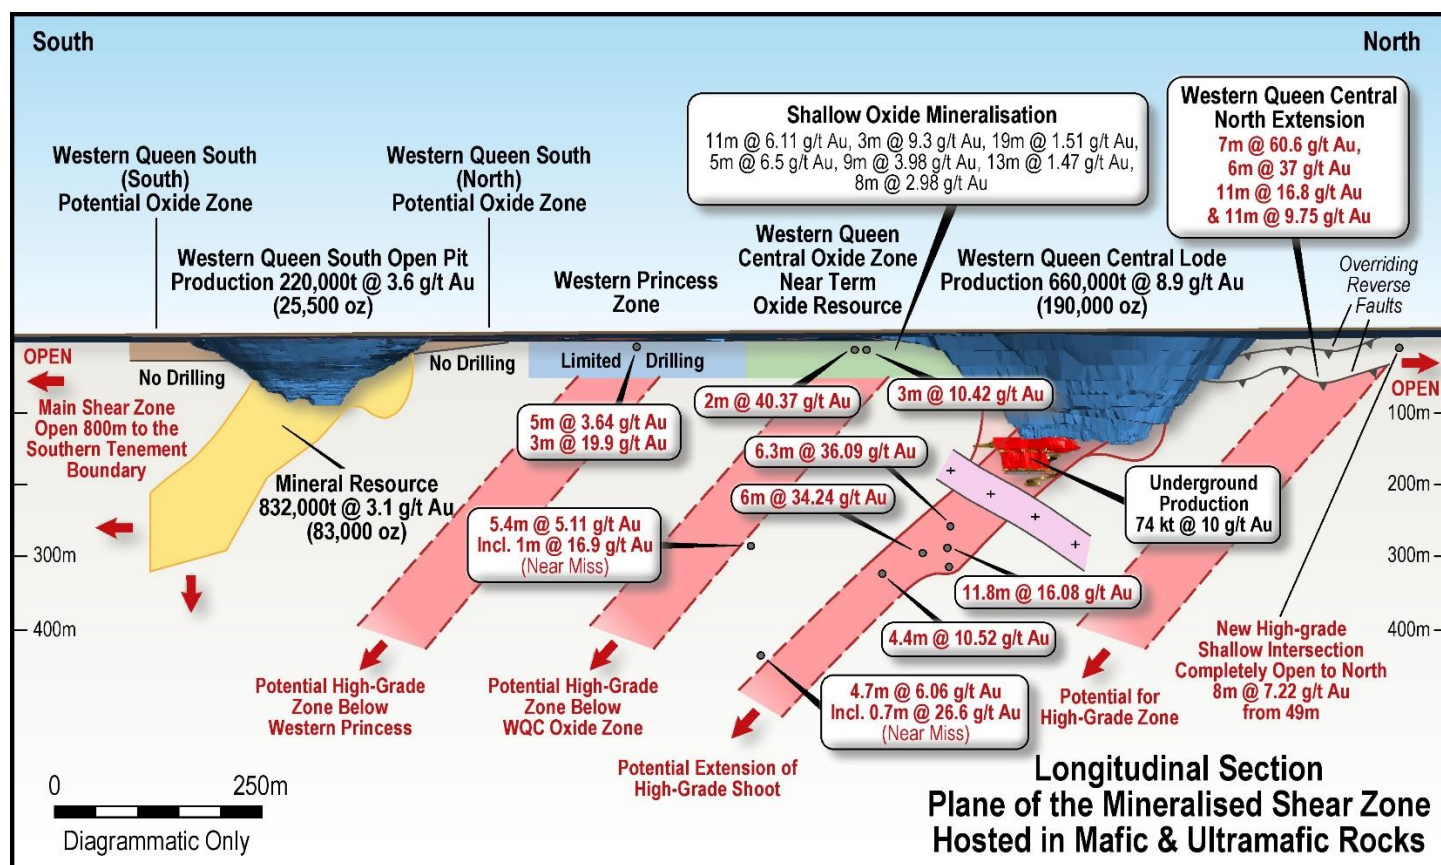 South
North
Western Queen Central
North Extension
7m @ 60.6 g/t Au,
6m @ 37 g/t Au
11m @ 16.8 g/t Au
& 11m @ 9.75 g/t Au
Shallow Oxide Mineralisation
11m @ 6.11 g/t Au, 3m @ 9.3 g/t Au, 19m @ 1.51 g/t Au,
5m @ 6.5 g/t Au, 9m @ 3.98 g/t Au, 13m @ 1.47 g/t Au,
8m @ 2.98 g/t Au
Western Queen South
(South)
Potential Oxide Zone
Western Queen South
(North)
Potential Oxide Zone
Western Queen South Open Pit
Production 220,000t @ 3.6 g/t Au
(25,500 oz)
Western Princess
Zone
Western Queen
Central Oxide Zone
Near Term
Oxide Resource
Western Queen Central Lode
Production 660,000t @ 8.9 g/t Au
(190,000 oz)
Overriding
Reverse
Faults
OPEN
No Drilling
No Drilling
Limited
Drilling
OPEN
Main Shear Zone
Open 800m to the
Southern Tenement
Boundary
5m @ 3.64 g/t Au
3m @ 19.9 g/t Au
2m @ 40.37 g/t Au
3m @ 10.42 g/t Au
100m
6.3m @ 36.09 g/t Au
Mineral Resource
832,000t @ 3.1 g/t Au
(83,000 oz)
6m @ 34.24 g/t Au
Underground
Production
74 kt @ 10 g/t Au
200m
5.4m @ 5.11 g/t Au
Incl. 1m @ 16.9 g/t Au
(Near Miss)
300m
300m
11.8m @ 16.08 g/t Au
400m
4.4m @ 10.52 g/t Au
400m
New High-grade
Shallow Intersection
Completely Open to North
8m @ 7.22 g/t Au
from 49m
Potential High-Grade
Zone Below
Western Princess
Potential High-Grade
Zone Below
WQC Oxide Zone
4.7m @ 6.06 g/t Au
Incl. 0.7m @ 26.6 g/t Au
(Near Miss)
Potential for
High-Grade Zone
Potential Extension of
High-Grade Shoot
0
250m
Diagrammatic Only
Longitudinal Section
Plane of the Mineralised Shear Zone
Hosted in Mafic & Ultramafic Rocks